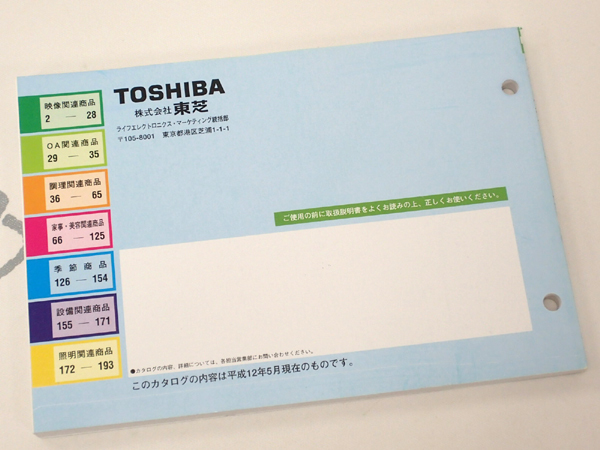 TOSHIBA
株式会社 東芝
ライフエレクトロニクス・マーケティング統括部
〒105-8001 東京都港区芝浦1-1-1
映像関連商品
2 — 28
OA関連商品
29 — 35
調理関連商品
36 — 65
家事・美容関連商品
66 — 125
季節商品
126 — 154
設備関連商品
155 — 171
照明関連商品
172 — 193
ご使用の前に取扱説明書をよくお読みの上、正しくお使いください。
●カタログの内容、詳細については、各担当営業部にお問い合わせください。
このカタログの内容は平成12年5月現在のものです。